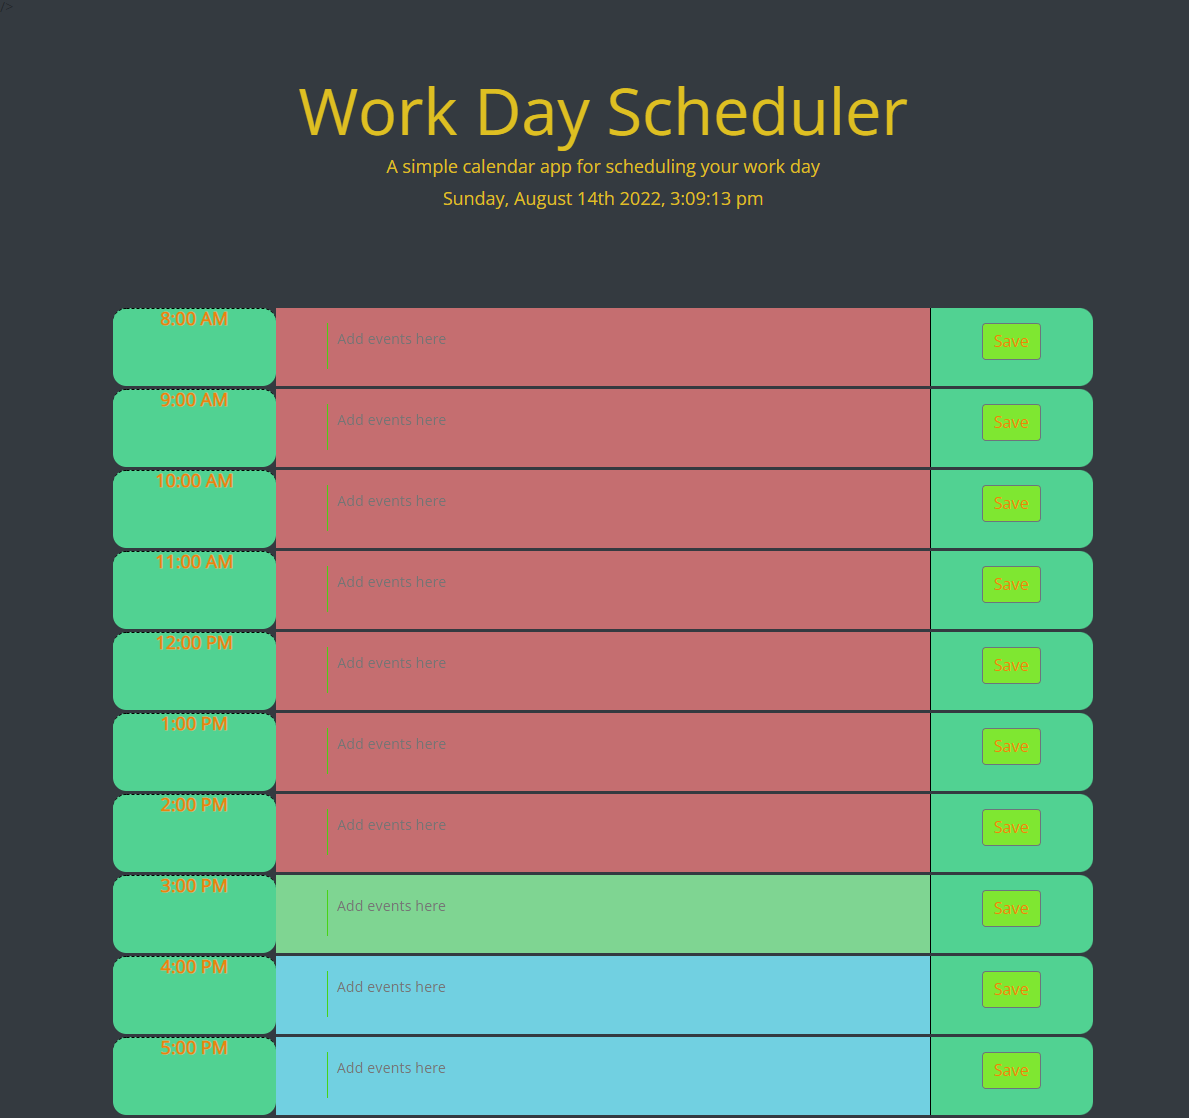 />
Work Day Scheduler
A simple calendar app for scheduling your work day
Sunday, August 14th 2022, 3:09:13 pm
8:00 AM Add events here Save
9:00 AM Add events here Save
10:00 AM Add events here Save
11:00 AM Add events here Save
12:00 PM Add events here Save
1:00 PM Add events here Save
2:00 PM Add events here Save
3:00 PM Add events here Save
4:00 PM Add events here Save
5:00 PM Add events here Save